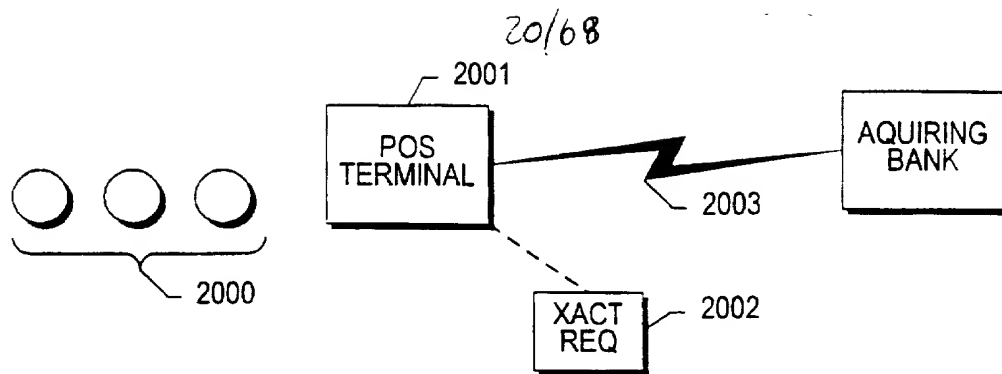 20/68
2001
POS
TERMINAL
AQUIRING
BANK
2003
2000
XACT
REQ
2002